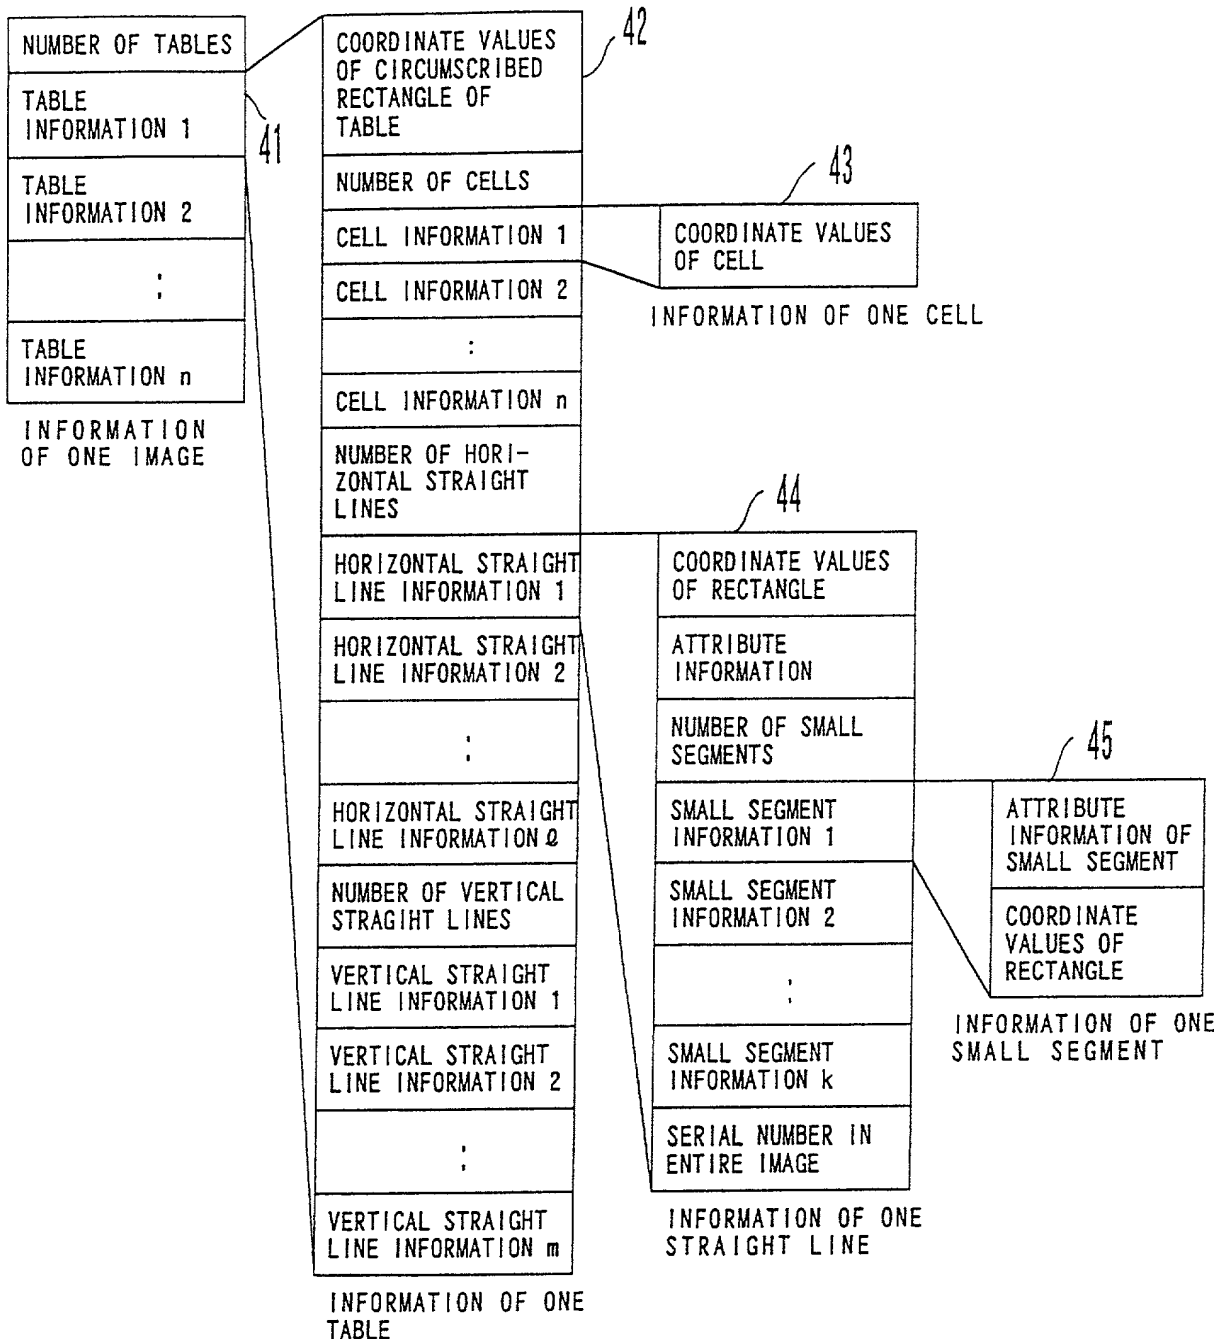 NUMBER OF TABLES
TABLE
INFORMATION 1
TABLE
INFORMATION 2
:
TABLE
INFORMATION n
INFORMATION
OF ONE IMAGE
41
42
COORDINATE VALUES
OF CIRCUMSCRIBED
RECTANGLE OF
TABLE
NUMBER OF CELLS
CELL INFORMATION 1
CELL INFORMATION 2
:
CELL INFORMATION n
NUMBER OF HORI-
ZONTAL STRAIGHT
LINES
HORIZONTAL STRAIGHT
LINE INFORMATION 1
HORIZONTAL STRAIGHT
LINE INFORMATION 2
:
HORIZONTAL STRAIGHT
LINE INFORMATION ℓ
NUMBER OF VERTICAL
STRAGIHT LINES
VERTICAL STRAIGHT
LINE INFORMATION 1
VERTICAL STRAIGHT
LINE INFORMATION 2
:
VERTICAL STRAIGHT
LINE INFORMATION m
INFORMATION OF ONE
TABLE
43
COORDINATE VALUES
OF CELL
INFORMATION OF ONE CELL
44
COORDINATE VALUES
OF RECTANGLE
ATTRIBUTE
INFORMATION
NUMBER OF SMALL
SEGMENTS
SMALL SEGMENT
INFORMATION 1
SMALL SEGMENT
INFORMATION 2
:
SMALL SEGMENT
INFORMATION k
SERIAL NUMBER IN
ENTIRE IMAGE
INFORMATION OF ONE
STRAIGHT LINE
45
ATTRIBUTE
INFORMATION OF
SMALL SEGMENT
COORDINATE
VALUES OF
RECTANGLE
INFORMATION OF ONE
SMALL SEGMENT